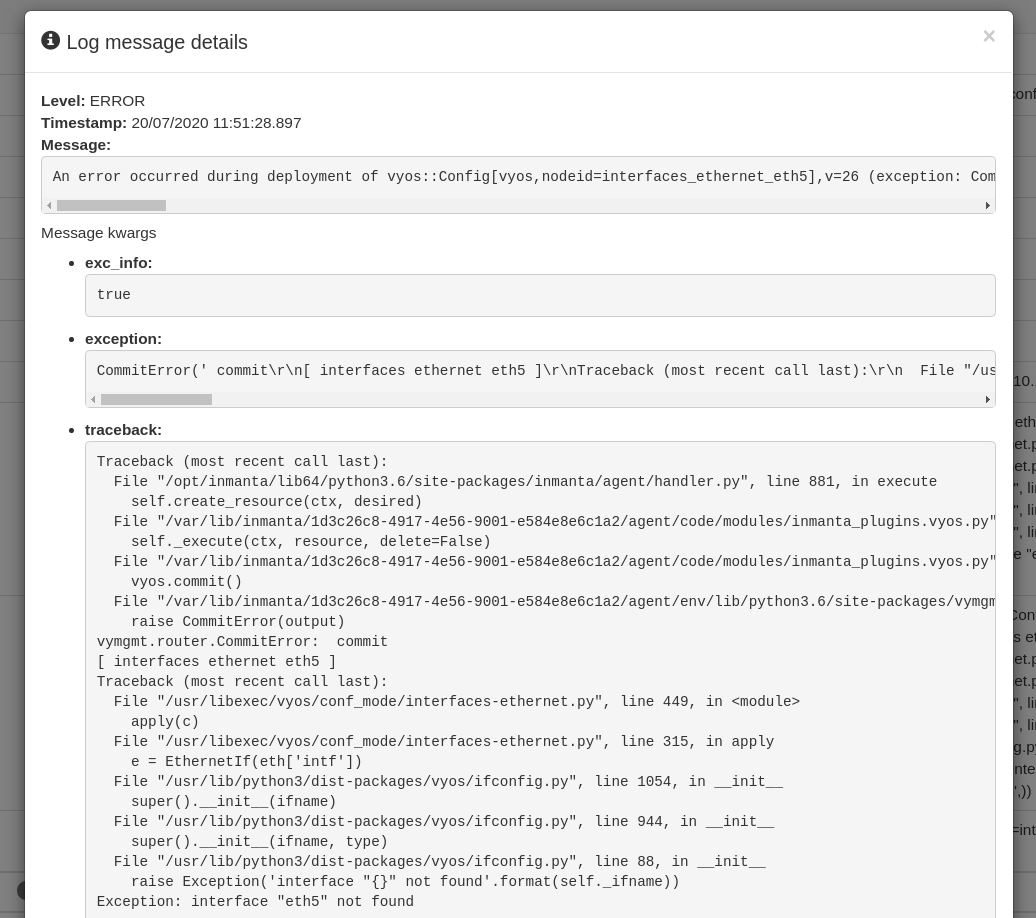 Log message details ×
Level: ERROR
Timestamp: 20/07/2020 11:51:28.897
Message:
An error occurred during deployment of vyos::Config[vyos,nodeid=interfaces_ethernet_eth5],v=26 (exception: Com
Message kwargs
exc_info:
true
exception:
CommitError(' commit\r\n[ interfaces ethernet eth5 ]\r\nTraceback (most recent call last):\r\n  File "/us
traceback:
Traceback (most recent call last):
  File "/opt/inmanta/lib64/python3.6/site-packages/inmanta/agent/handler.py", line 881, in execute
    self.create_resource(ctx, desired)
  File "/var/lib/inmanta/1d3c26c8-4917-4e56-9001-e584e8e6c1a2/agent/code/modules/inmanta_plugins.vyos.py"
    self._execute(ctx, resource, delete=False)
  File "/var/lib/inmanta/1d3c26c8-4917-4e56-9001-e584e8e6c1a2/agent/code/modules/inmanta_plugins.vyos.py"
    vyos.commit()
  File "/var/lib/inmanta/1d3c26c8-4917-4e56-9001-e584e8e6c1a2/agent/env/lib/python3.6/site-packages/vymgm
    raise CommitError(output)
vymgmt.router.CommitError:  commit
[ interfaces ethernet eth5 ]
Traceback (most recent call last):
  File "/usr/libexec/vyos/conf_mode/interfaces-ethernet.py", line 449, in <module>
    apply(c)
  File "/usr/libexec/vyos/conf_mode/interfaces-ethernet.py", line 315, in apply
    e = EthernetIf(eth['intf'])
  File "/usr/lib/python3/dist-packages/vyos/ifconfig.py", line 1054, in __init__
    super().__init__(ifname)
  File "/usr/lib/python3/dist-packages/vyos/ifconfig.py", line 944, in __init__
    super().__init__(ifname, type)
  File "/usr/lib/python3/dist-packages/vyos/ifconfig.py", line 88, in __init__
    raise Exception('interface "{}" not found'.format(self._ifname))
Exception: interface "eth5" not found